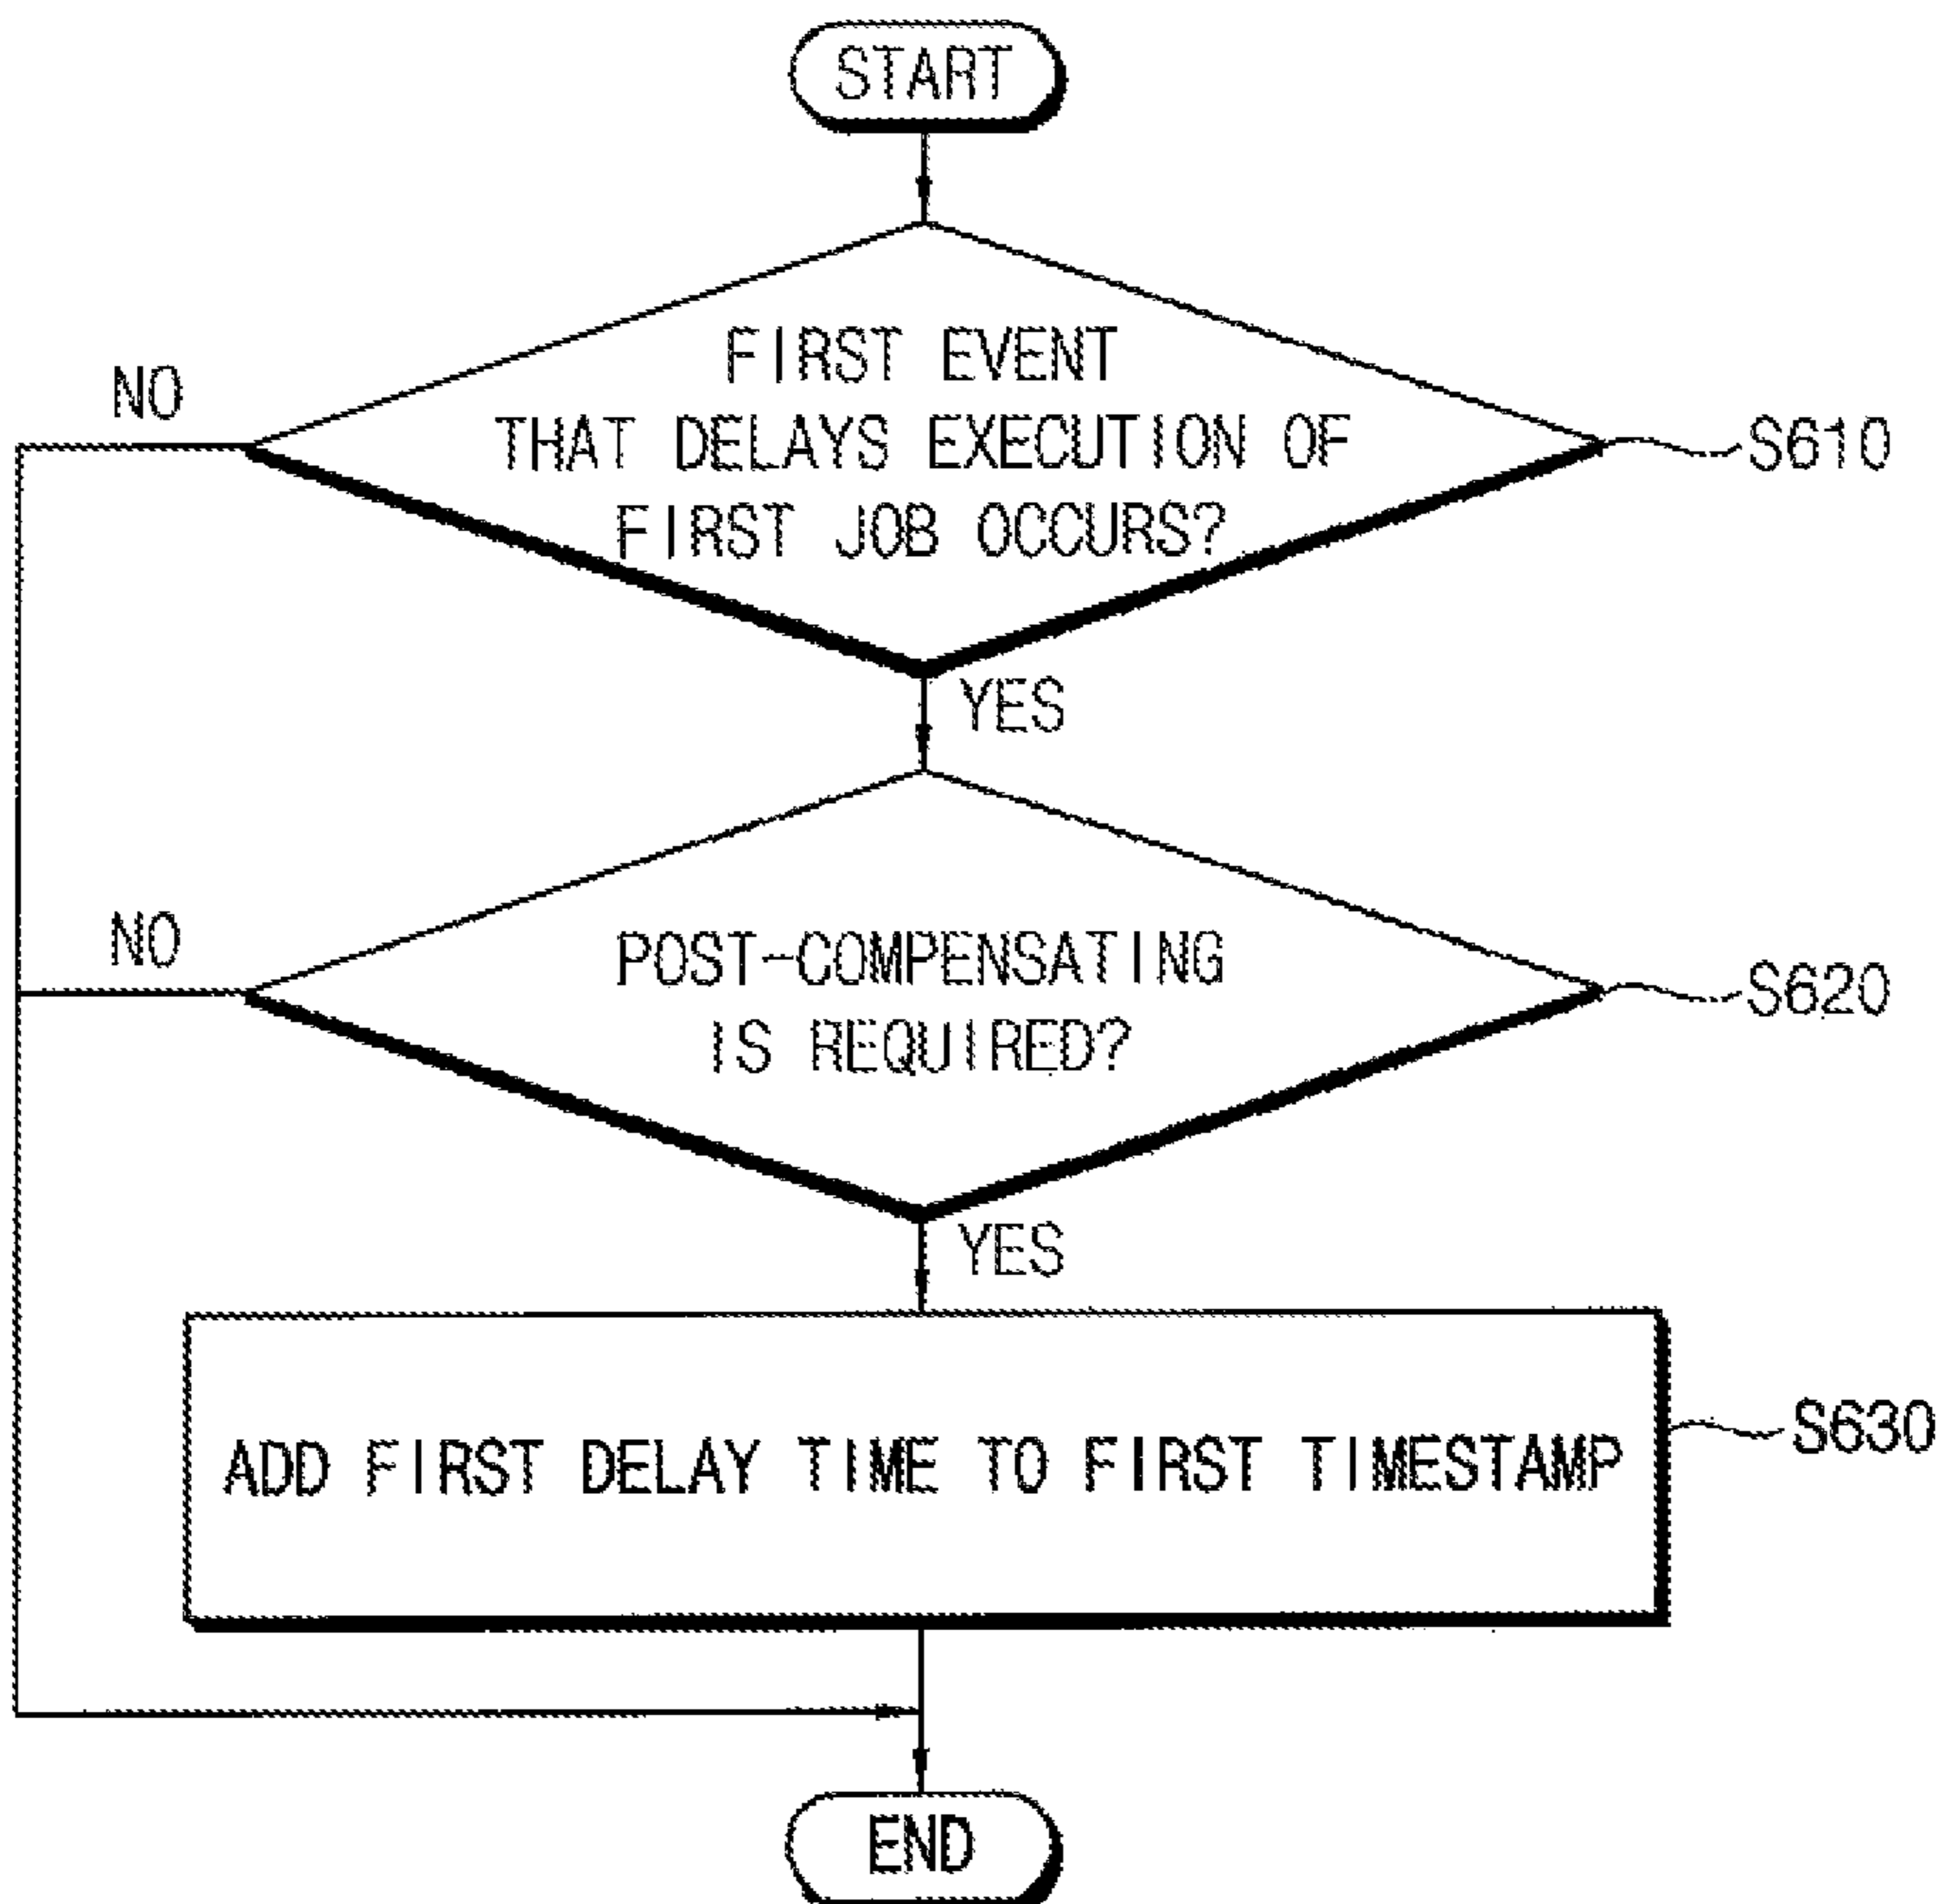 START
FIRST EVENT
THAT DELAYS EXECUTION OF
FIRST JOB OCCURS?
NO
S610
YES
POST-COMPENSATING
IS REQUIRED?
NO
S620
YES
ADD FIRST DELAY TIME TO FIRST TIMESTAMP
S630
END